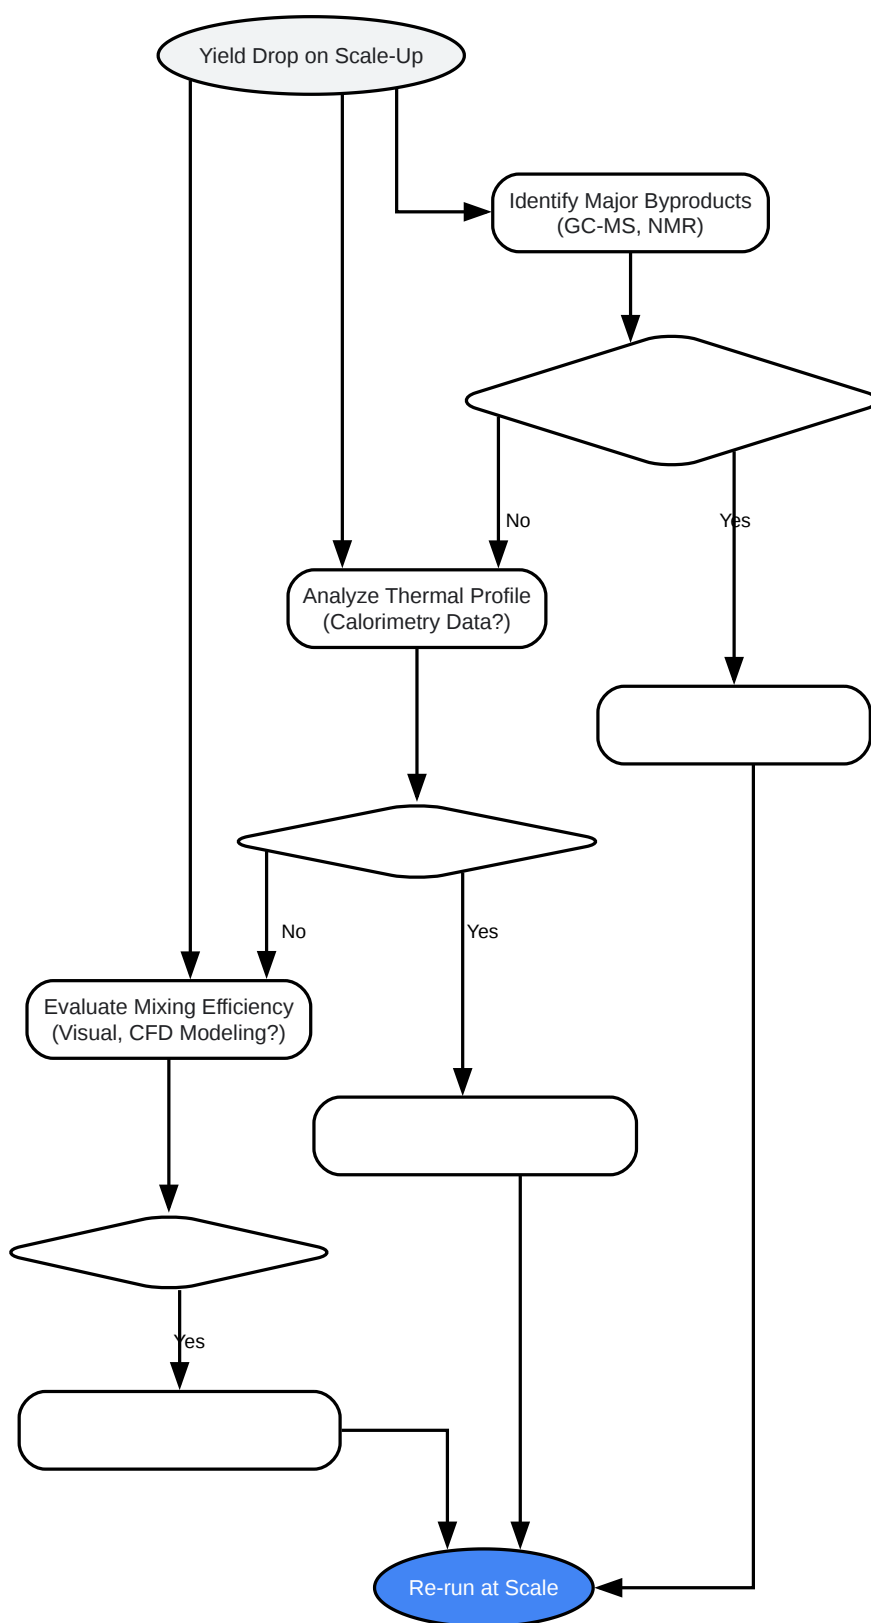 Yield Drop on Scale-Up
Identify Major Byproducts
(GC-MS, NMR)
No
Yes
Analyze Thermal Profile
(Calorimetry Data?)
No
Yes
Evaluate Mixing Efficiency
(Visual, CFD Modeling?)
Yes
Re-run at Scale